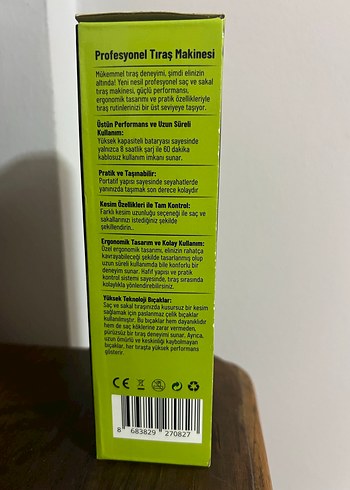 Profesyonel Tıraş Makinesi
Mükemmel tıraş deneyimi, şimdi elinizin
altında! Yeni nesil profesyonel saç ve sakal
tıraş makinesi, güçlü performansı,
ergonomik tasarımı ve pratik özellikleriyle
tıraş rutinlerinizi bir üst seviyeye taşıyor.
Üstün Performans ve Uzun Süreli
Kullanım:
Yüksek kapasiteli bataryası sayesinde
yalnızca 8 saatlik şarj ile 60 dakika
kablosuz kullanım imkanı sunar.
Pratik ve Taşınabilir:
Portatif yapısı sayesinde seyahatlerde
yanınızda taşımak son derece kolaydır
Kesim Özellikleri ile Tam Kontrol:
Farklı kesim uzunluğu seçeneği ile saç ve
sakallarınızı istediğiniz şekilde
şekillendirin..
Ergonomik Tasarım ve Kolay Kullanım:
Özel ergonomik tasarımı, elinizin rahatça
kavrayabileceği şekilde tasarlanmış olup
uzun süreli kullanımda bile konforlu bir
deneyim sunar. Hafif yapısı ve pratik
kontrol sistemi sayesinde, tıraş sırasında
kolaylıkla yönlendirebilirsiniz.
Yüksek Teknoloji Bıçaklar:
Saç ve sakal tıraşınızda kusursuz bir kesim
sağlamak için paslanmaz çelik bıçaklar
kullanılmıştır. Bu bıçaklar hem dayanıklıdır
hem de saç köklerine zarar vermeden,
pürüzsüz bir tıraş deneyimi sunar. Ayrıca,
uzun ömürlü ve keskinliği kaybolmayan
bıçaklar, her tıraşta yüksek performans
gösterir.
CE
8 683829 270827